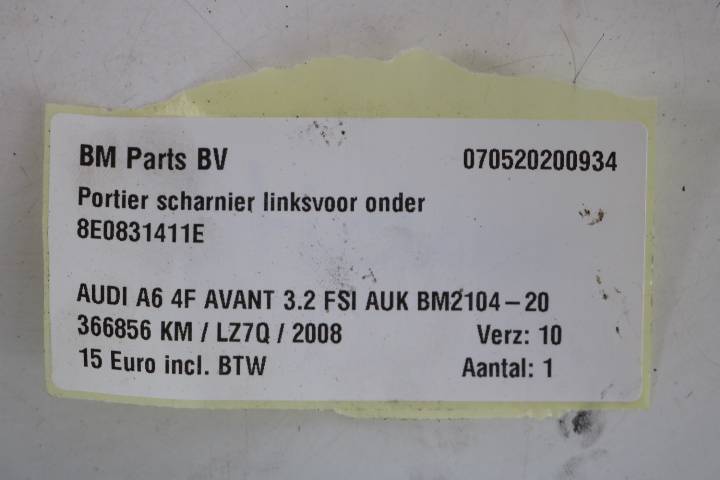 BM Parts BV 070520200934
Portier scharnier linksvoor onder
8E0831411E
AUDI A6 4F AVANT 3.2 FSI AUK BM2104-20
366856 KM / LZ7Q / 2008 Verz: 10
15 Euro incl. BTW Aantal: 1